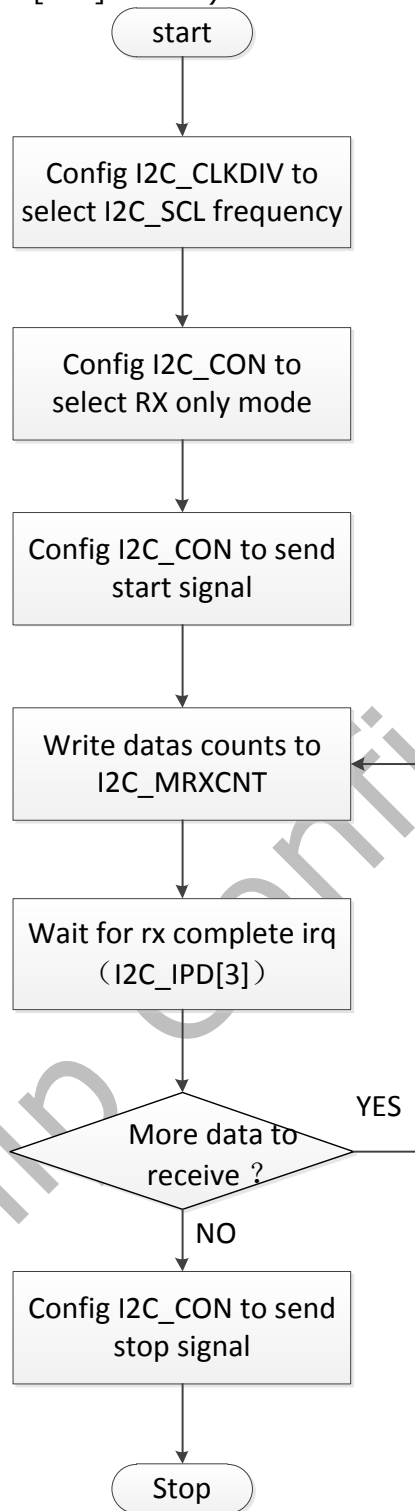 start
Config I2C_CLKDIV to
select I2C_SCL frequency
Config I2C_CON to
select RX only mode
Config I2C_CON to send
start signal
Write datas counts to
I2C_MRXCNT
Wait for rx complete irq
（I2C_IPD[3]）
More data to
receive ？
YES
NO
Config I2C_CON to send
stop signal
Stop